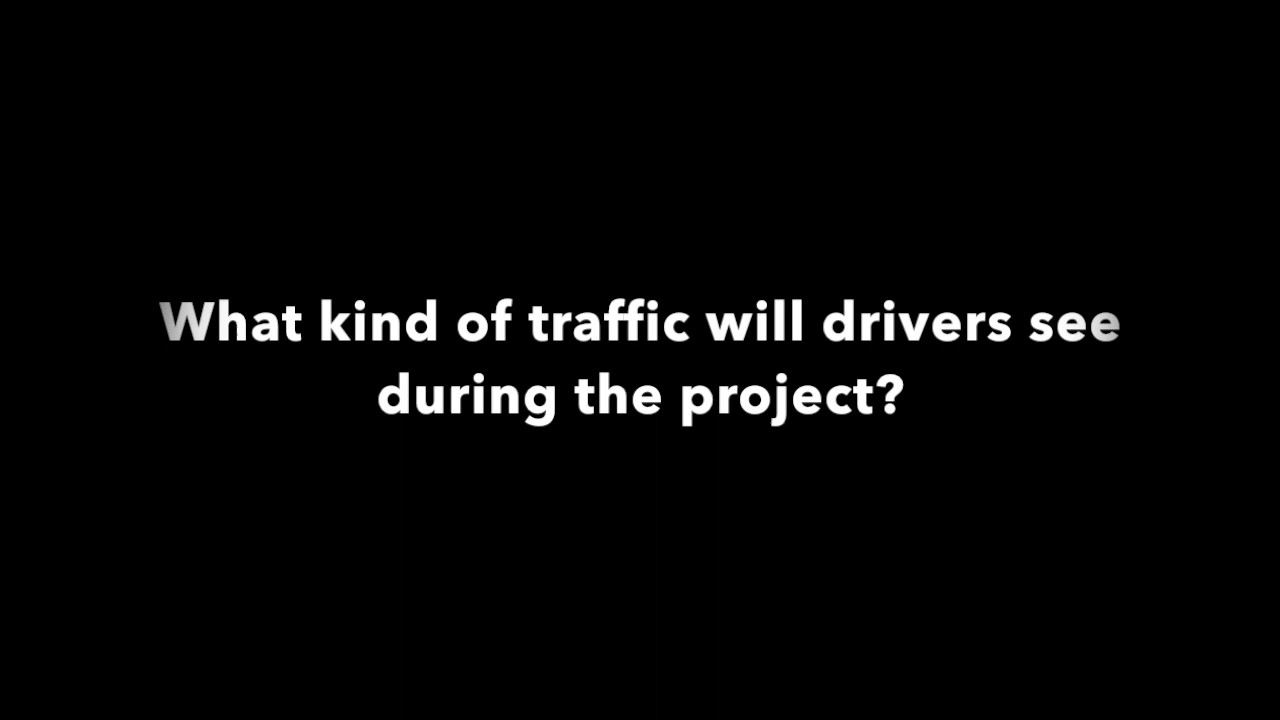 What kind of traffic will drivers see
during the project?